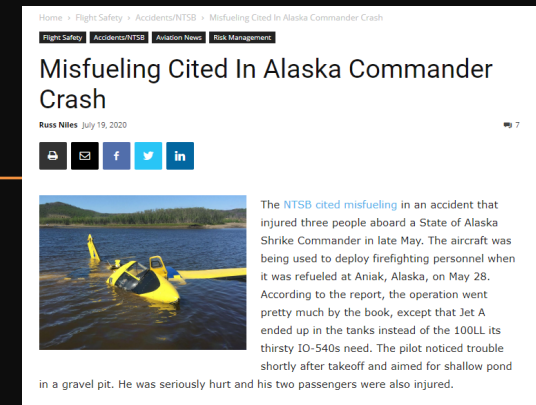 Home › Flight Safety › Accidents/NTSB › Misfueling Cited In Alaska Commander Crash
Flight Safety Accidents/NTSB Aviation News Risk Management
Misfueling Cited In Alaska Commander
Crash
Russ Niles July 19, 2020 7
f in
The NTSB cited misfueling in an accident that
injured three people aboard a State of Alaska
Shrike Commander in late May. The aircraft was
being used to deploy firefighting personnel when
it was refueled at Aniak, Alaska, on May 28.
According to the report, the operation went
pretty much by the book, except that Jet A
ended up in the tanks instead of the 100LL its
thirsty IO-540s need. The pilot noticed trouble
shortly after takeoff and aimed for shallow pond
in a gravel pit. He was seriously hurt and his two passengers were also injured.